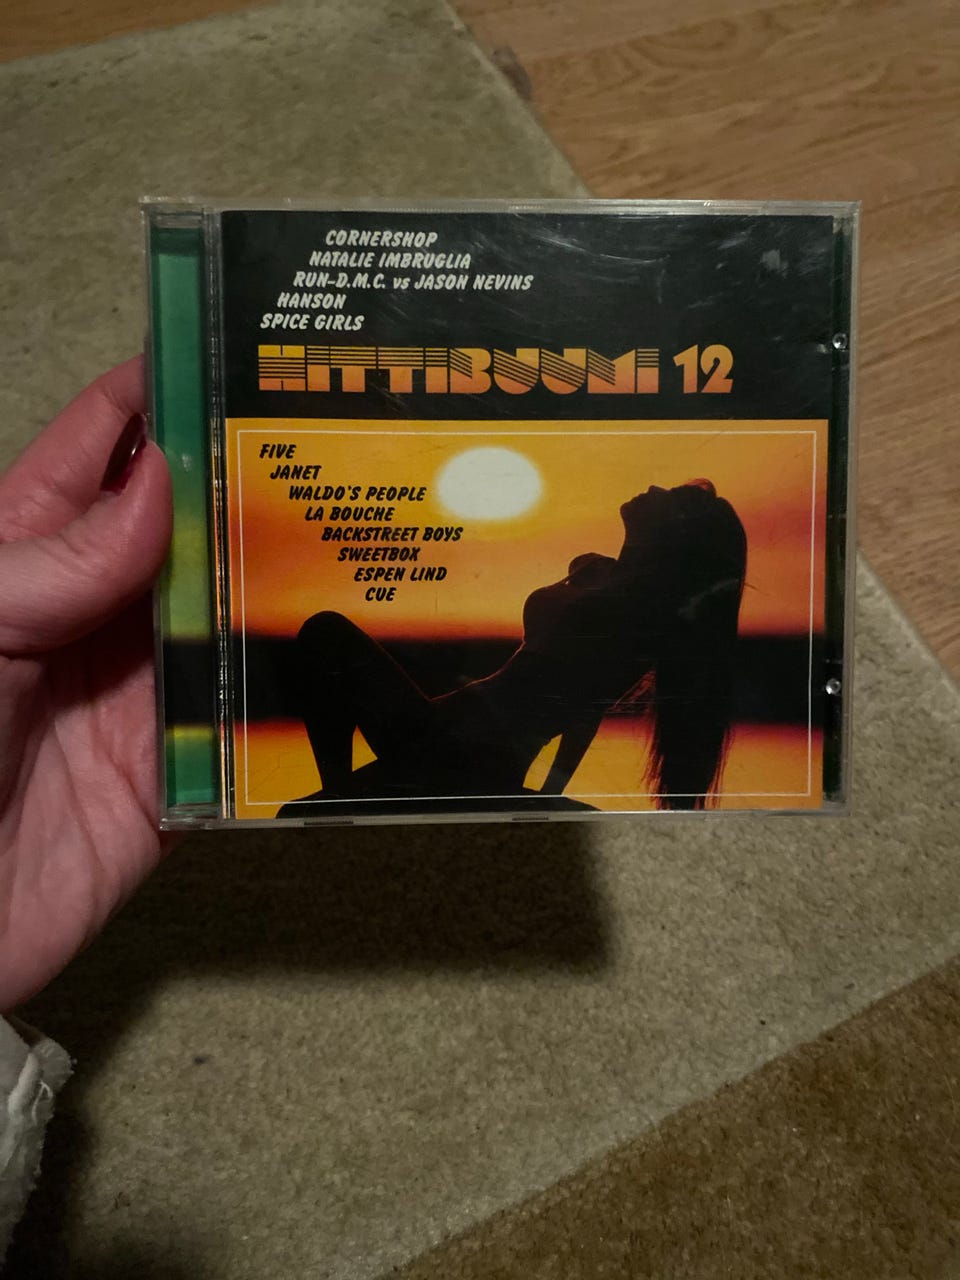 CORNERSHOP
NATALIE IMBRUGLIA
RUN-D.M.C. vs JASON NEVINS
HANSON
SPICE GIRLS
HITTIBUUMI 12
FIVE
JANET
WALDO'S PEOPLE
LA BOUCHE
BACKSTREET BOYS
SWEETBOX
ESPEN LIND
CUE